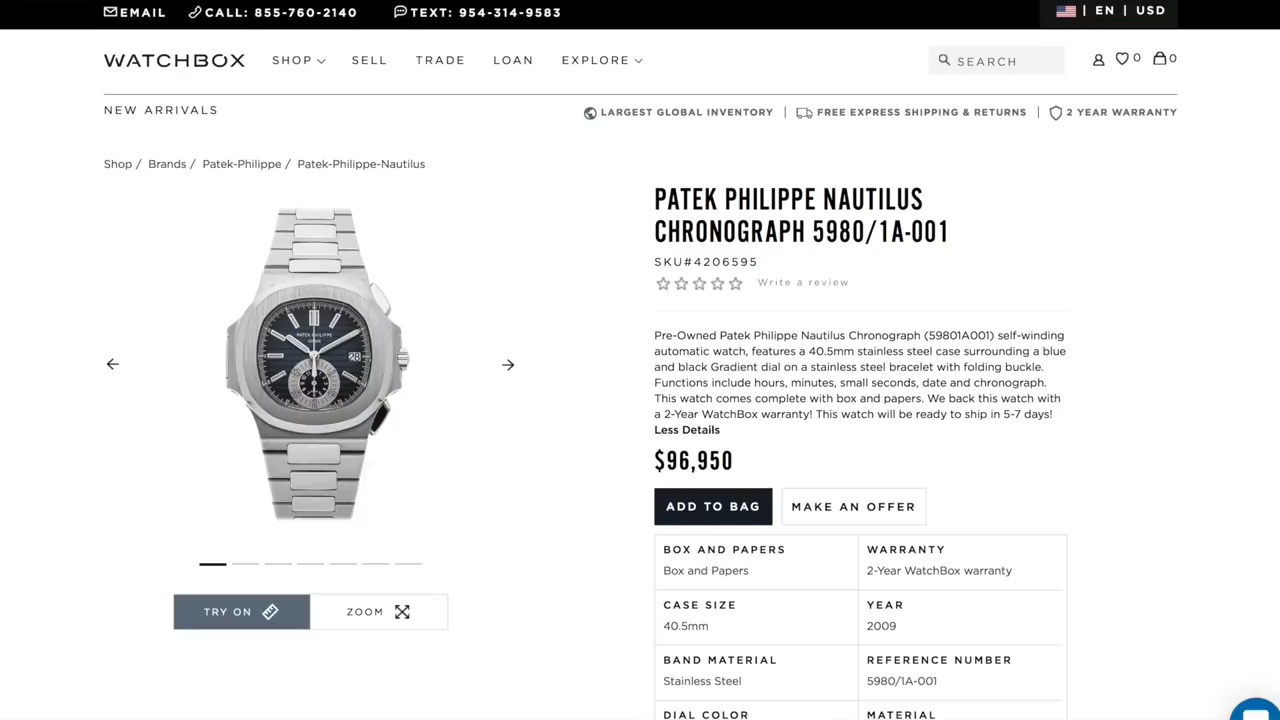 EMAIL CALL: 855-760-2140 TEXT: 954-314-9583 | EN | USD
WATCHBOX SHOP SELL TRADE LOAN EXPLORE SEARCH 0 0
NEW ARRIVALS LARGEST GLOBAL INVENTORY | FREE EXPRESS SHIPPING & RETURNS | 2 YEAR WARRANTY
Shop / Brands / Patek-Philippe / Patek-Philippe-Nautilus
PATEK PHILIPPE
28
TRY ON ZOOM
PATEK PHILIPPE NAUTILUS
CHRONOGRAPH 5980/1A-001
SKU#4206595
Write a review
Pre-Owned Patek Philippe Nautilus Chronograph (59801A001) self-winding
automatic watch, features a 40.5mm stainless steel case surrounding a blue
and black Gradient dial on a stainless steel bracelet with folding buckle.
Functions include hours, minutes, small seconds, date and chronograph.
This watch comes complete with box and papers. We back this watch with
a 2-Year WatchBox warranty! This watch will be ready to ship in 5-7 days!
Less Details
$96,950
ADD TO BAG MAKE AN OFFER
BOX AND PAPERS WARRANTY
Box and Papers 2-Year WatchBox warranty
CASE SIZE YEAR
40.5mm 2009
BAND MATERIAL REFERENCE NUMBER
Stainless Steel 5980/1A-001
DIAL COLOR MATERIAL